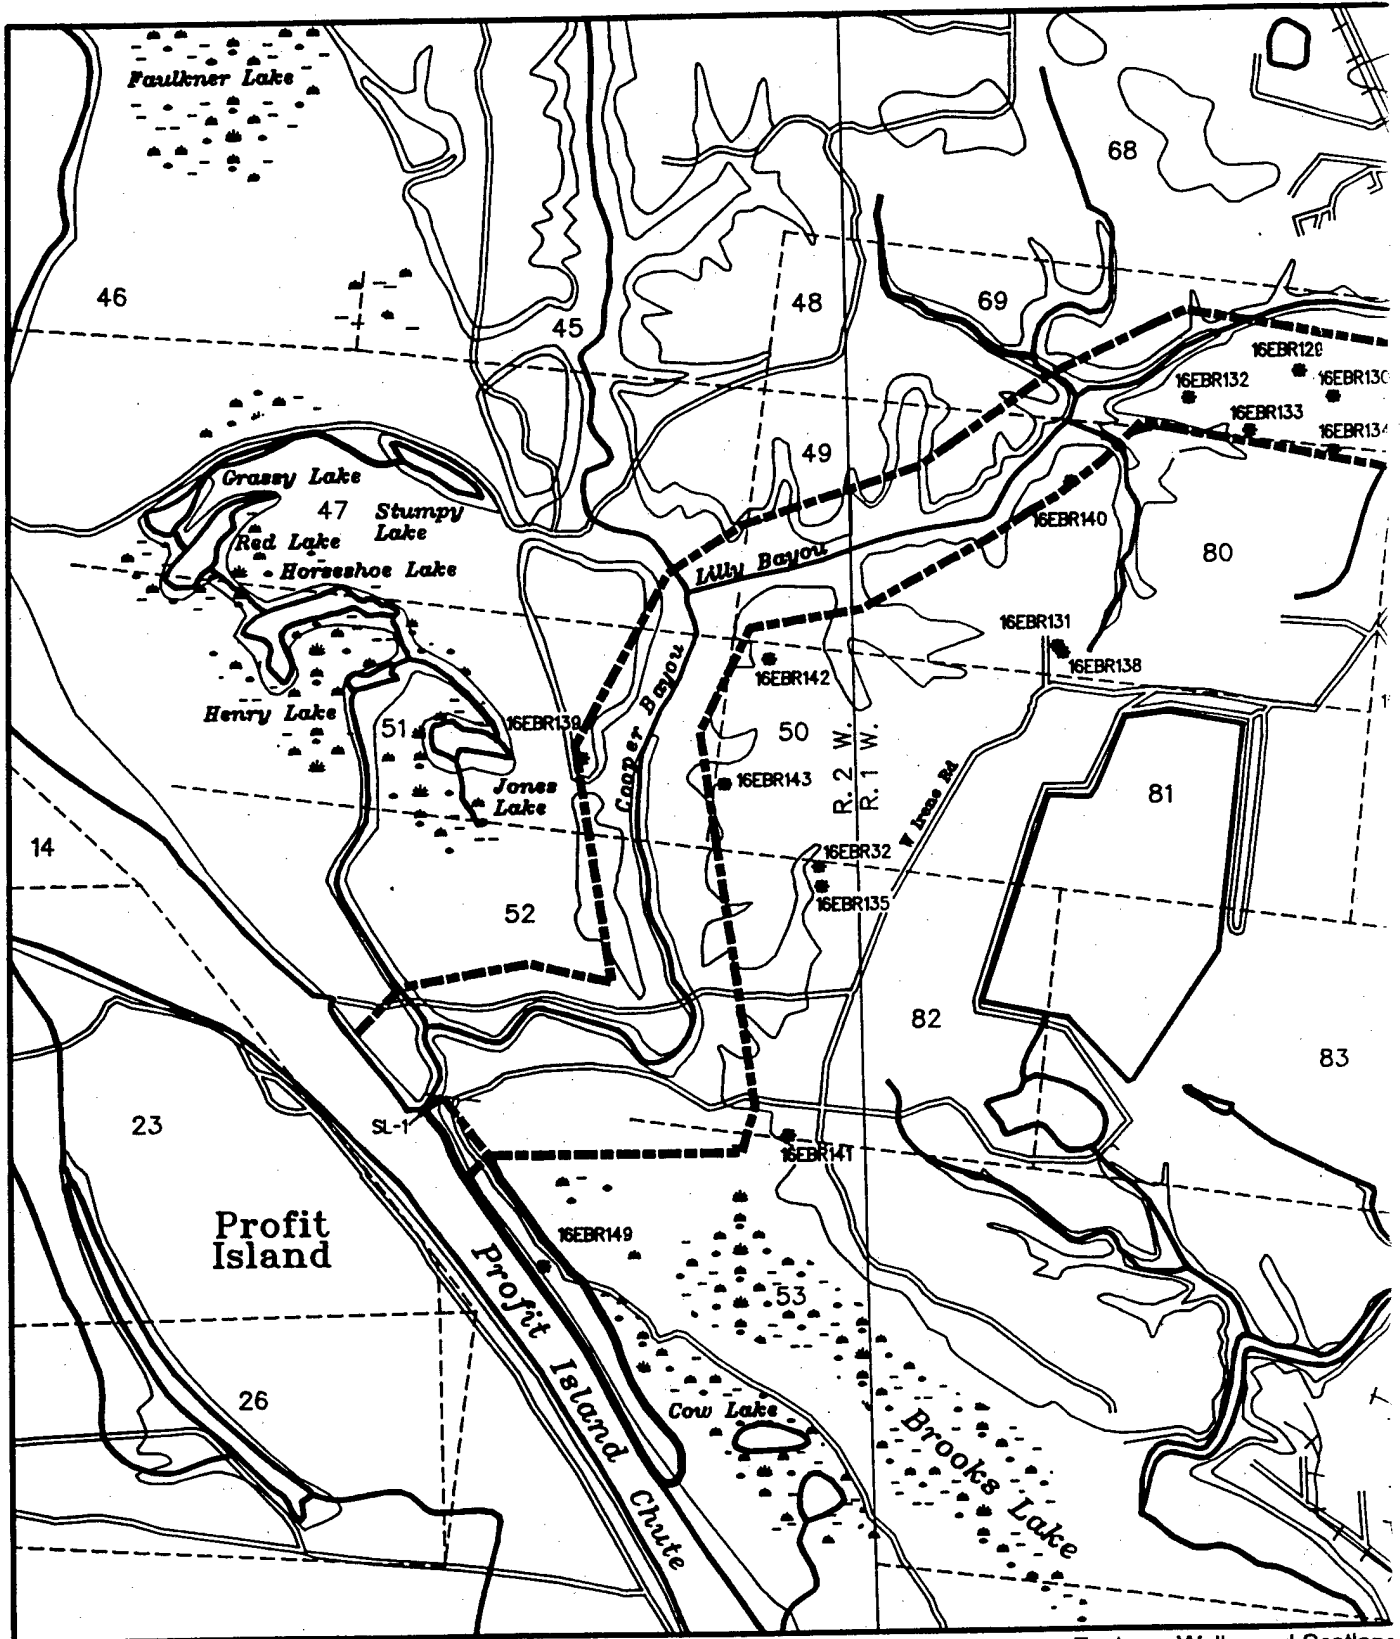 Faulkner Lake
68
46
45
48
69
16EBR129
16EBR132
16EBR130
16EBR133
16EBR134
49
Grassy Lake
47
Stumpy
Lake
Red Lake
Horseshoe Lake
16EBR140
Lilly Bayou
80
16EBR131
16EBR138
16EBR142
Henry Lake
51
16EBR139
Cooper Bayou
50
R. 2 W.
R. 1 W.
16EBR143
Jones
Lake
W Irene Rd
81
14
16EBR32
16EBR135
52
82
83
23
SL-1
16EBR141
Profit
Island
16EBR149
Profit Island Chute
53
26
Cow Lake
Brooks Lake